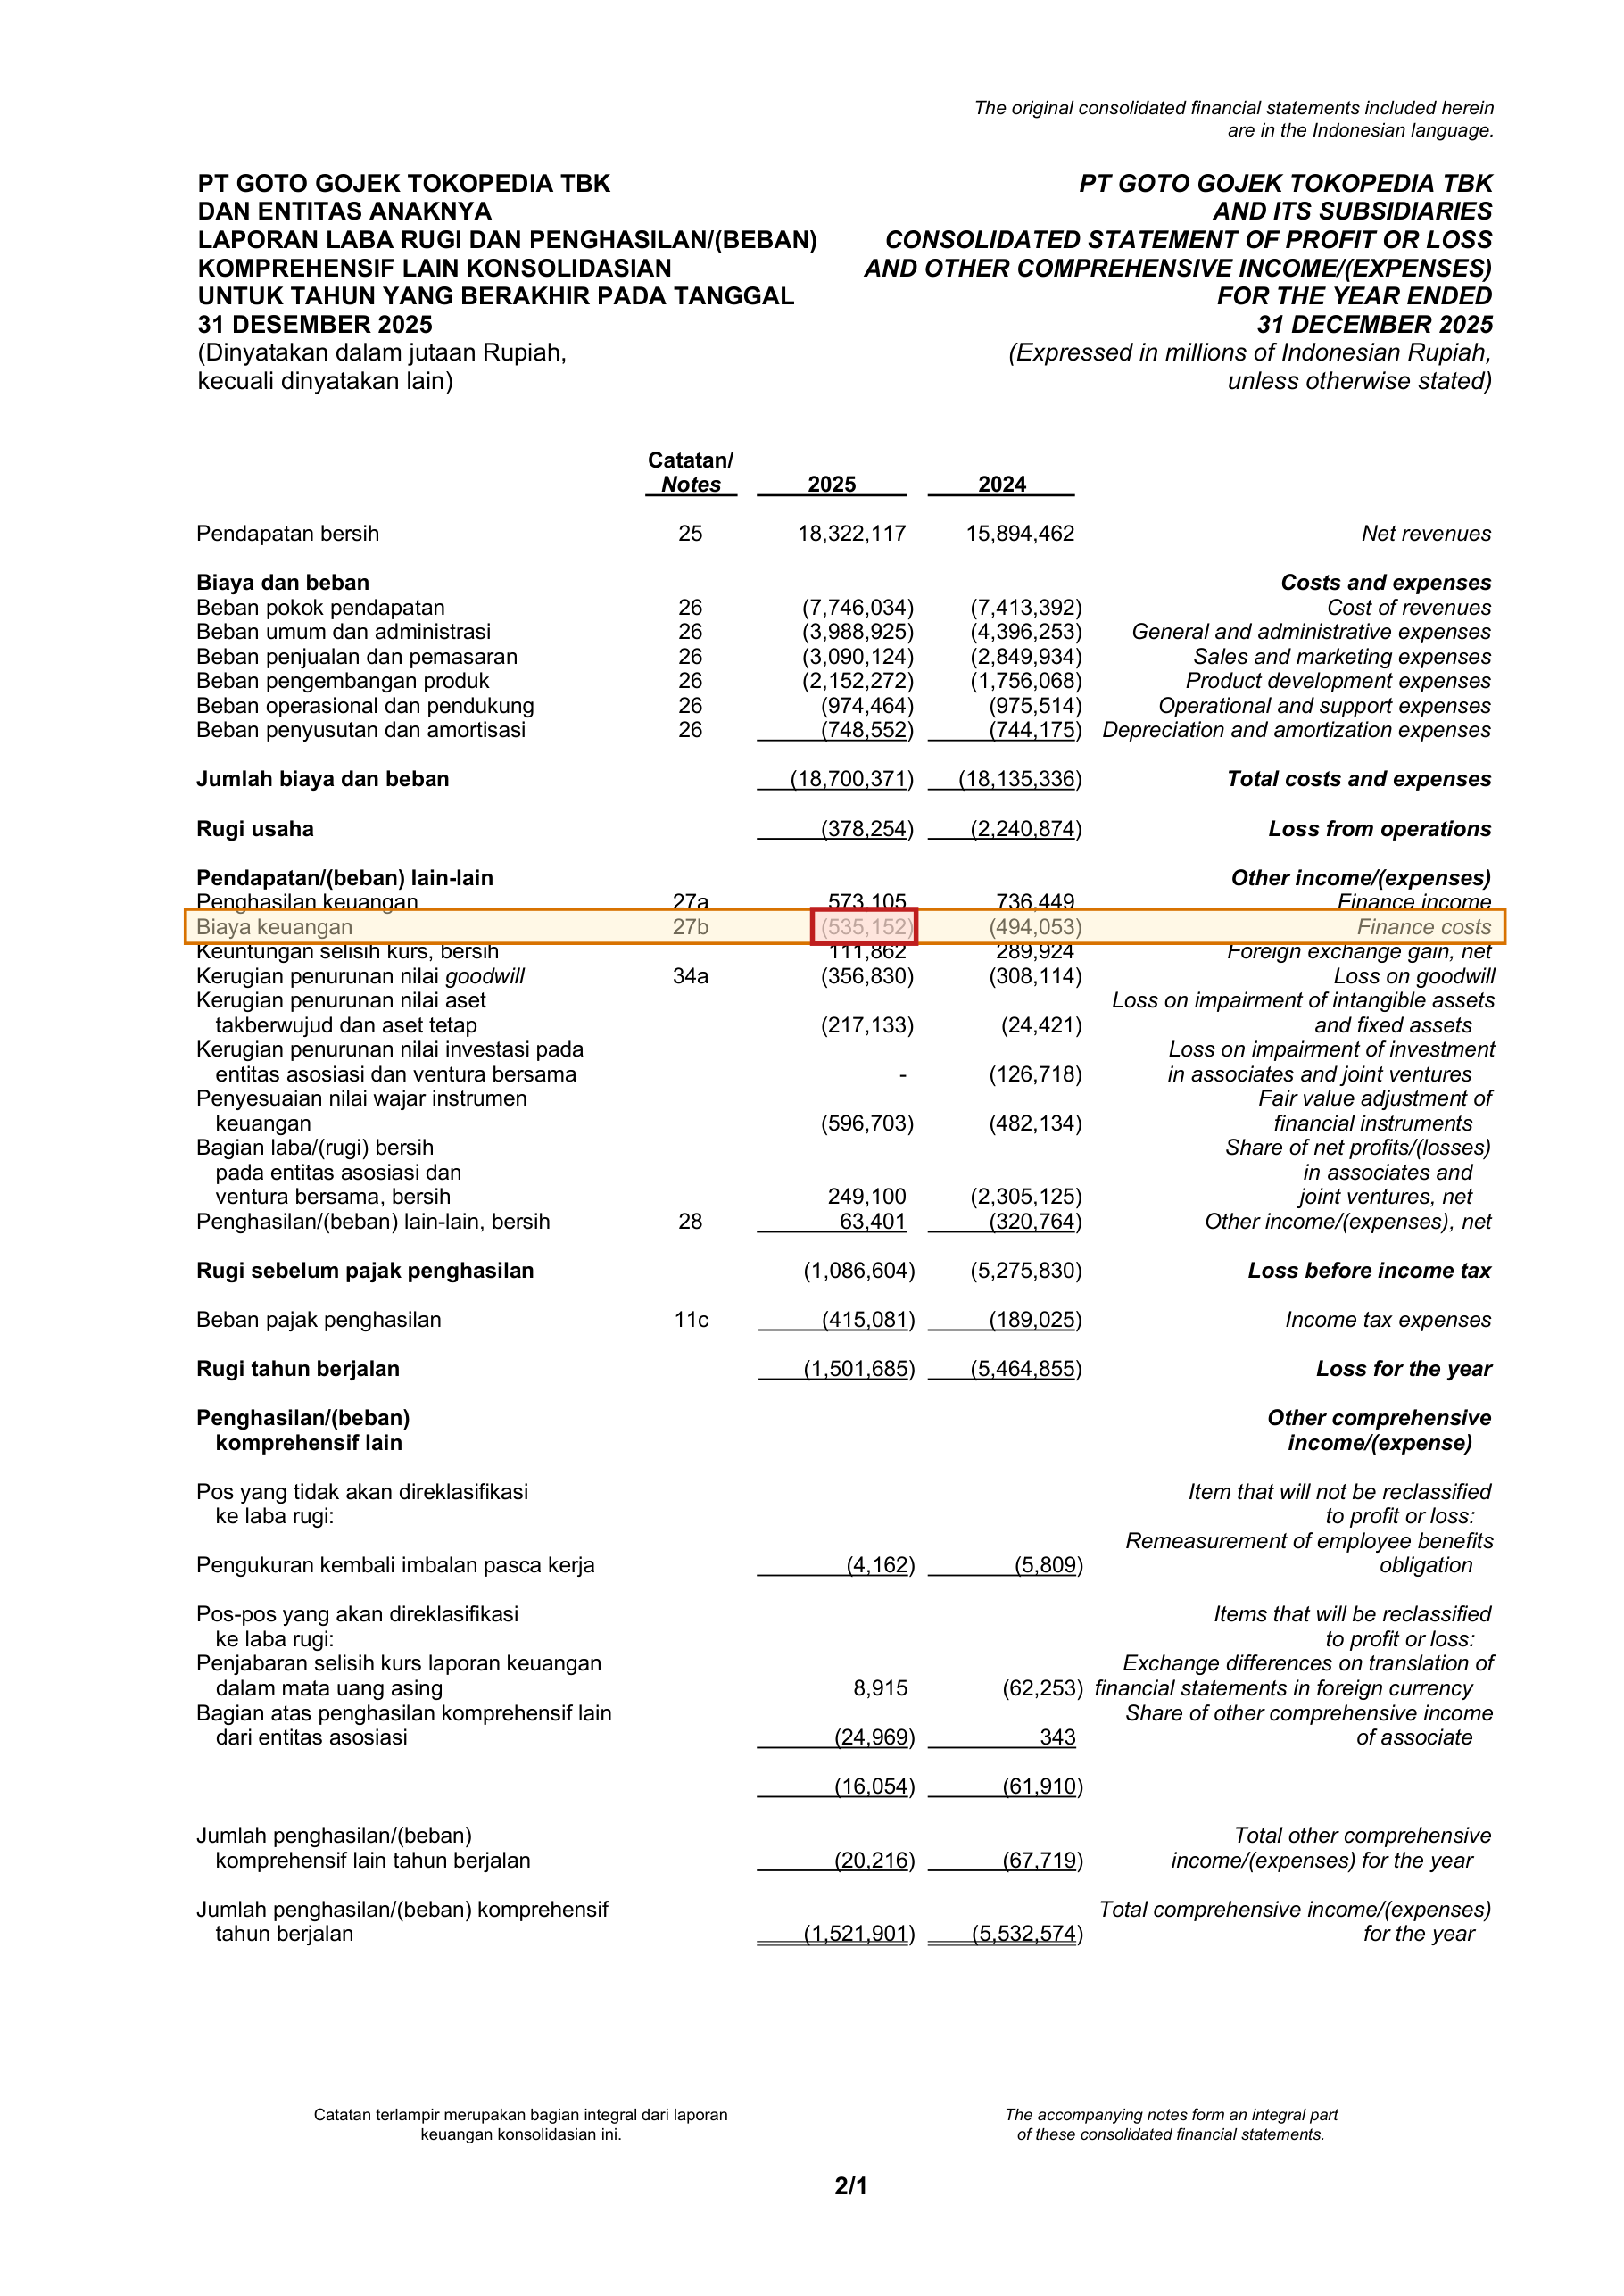 The original consolidated financial statements included herein
are in the Indonesian language.
PT GOTO GOJEK TOKOPEDIA TBK
DAN ENTITAS ANAKNYA
LAPORAN LABA RUGI DAN PENGHASILAN/(BEBAN)
KOMPREHENSIF LAIN KONSOLIDASIAN
UNTUK TAHUN YANG BERAKHIR PADA TANGGAL
31 DESEMBER 2025
(Dinyatakan dalam jutaan Rupiah,
kecuali dinyatakan lain)
PT GOTO GOJEK TOKOPEDIA TBK
AND ITS SUBSIDIARIES
CONSOLIDATED STATEMENT OF PROFIT OR LOSS
AND OTHER COMPREHENSIVE INCOME/(EXPENSES)
FOR THE YEAR ENDED
31 DECEMBER 2025
(Expressed in millions of Indonesian Rupiah,
unless otherwise stated)
Catatan/
Notes 2025 2024
Pendapatan bersih 25 18,322,117 15,894,462 Net revenues
Biaya dan beban Costs and expenses
Beban pokok pendapatan 26 (7,746,034) (7,413,392) Cost of revenues
Beban umum dan administrasi 26 (3,988,925) (4,396,253) General and administrative expenses
Beban penjualan dan pemasaran 26 (3,090,124) (2,849,934) Sales and marketing expenses
Beban pengembangan produk 26 (2,152,272) (1,756,068) Product development expenses
Beban operasional dan pendukung 26 (974,464) (975,514) Operational and support expenses
Beban penyusutan dan amortisasi 26 (748,552) (744,175) Depreciation and amortization expenses
Jumlah biaya dan beban (18,700,371) (18,135,336) Total costs and expenses
Rugi usaha (378,254) (2,240,874) Loss from operations
Pendapatan/(beban) lain-lain Other income/(expenses)
Penghasilan keuangan 27a 573,105 736,449 Finance income
Biaya keuangan 27b (535,152) (494,053) Finance costs
Keuntungan selisih kurs, bersih 111,862 289,924 Foreign exchange gain, net
Kerugian penurunan nilai goodwill 34a (356,830) (308,114) Loss on goodwill
Kerugian penurunan nilai aset Loss on impairment of intangible assets
takberwujud dan aset tetap (217,133) (24,421) and fixed assets
Kerugian penurunan nilai investasi pada Loss on impairment of investment
entitas asosiasi dan ventura bersama - (126,718) in associates and joint ventures
Penyesuaian nilai wajar instrumen Fair value adjustment of
keuangan (596,703) (482,134) financial instruments
Bagian laba/(rugi) bersih Share of net profits/(losses)
pada entitas asosiasi dan in associates and
ventura bersama, bersih 249,100 (2,305,125) joint ventures, net
Penghasilan/(beban) lain-lain, bersih 28 63,401 (320,764) Other income/(expenses), net
Rugi sebelum pajak penghasilan (1,086,604) (5,275,830) Loss before income tax
Beban pajak penghasilan 11c (415,081) (189,025) Income tax expenses
Rugi tahun berjalan (1,501,685) (5,464,855) Loss for the year
Penghasilan/(beban) Other comprehensive
komprehensif lain income/(expense)
Pos yang tidak akan direklasifikasi Item that will not be reclassified
ke laba rugi: to profit or loss:
Remeasurement of employee benefits
Pengukuran kembali imbalan pasca kerja (4,162) (5,809) obligation
Pos-pos yang akan direklasifikasi Items that will be reclassified
ke laba rugi: to profit or loss:
Penjabaran selisih kurs laporan keuangan Exchange differences on translation of
dalam mata uang asing 8,915 (62,253) financial statements in foreign currency
Bagian atas penghasilan komprehensif lain Share of other comprehensive income
dari entitas asosiasi (24,969) 343 of associate
(16,054) (61,910)
Jumlah penghasilan/(beban) Total other comprehensive
komprehensif lain tahun berjalan (20,216) (67,719) income/(expenses) for the year
Jumlah penghasilan/(beban) komprehensif Total comprehensive income/(expenses)
tahun berjalan (1,521,901) (5,532,574) for the year
Catatan terlampir merupakan bagian integral dari laporan
keuangan konsolidasian ini.
The accompanying notes form an integral part
of these consolidated financial statements.
2/1